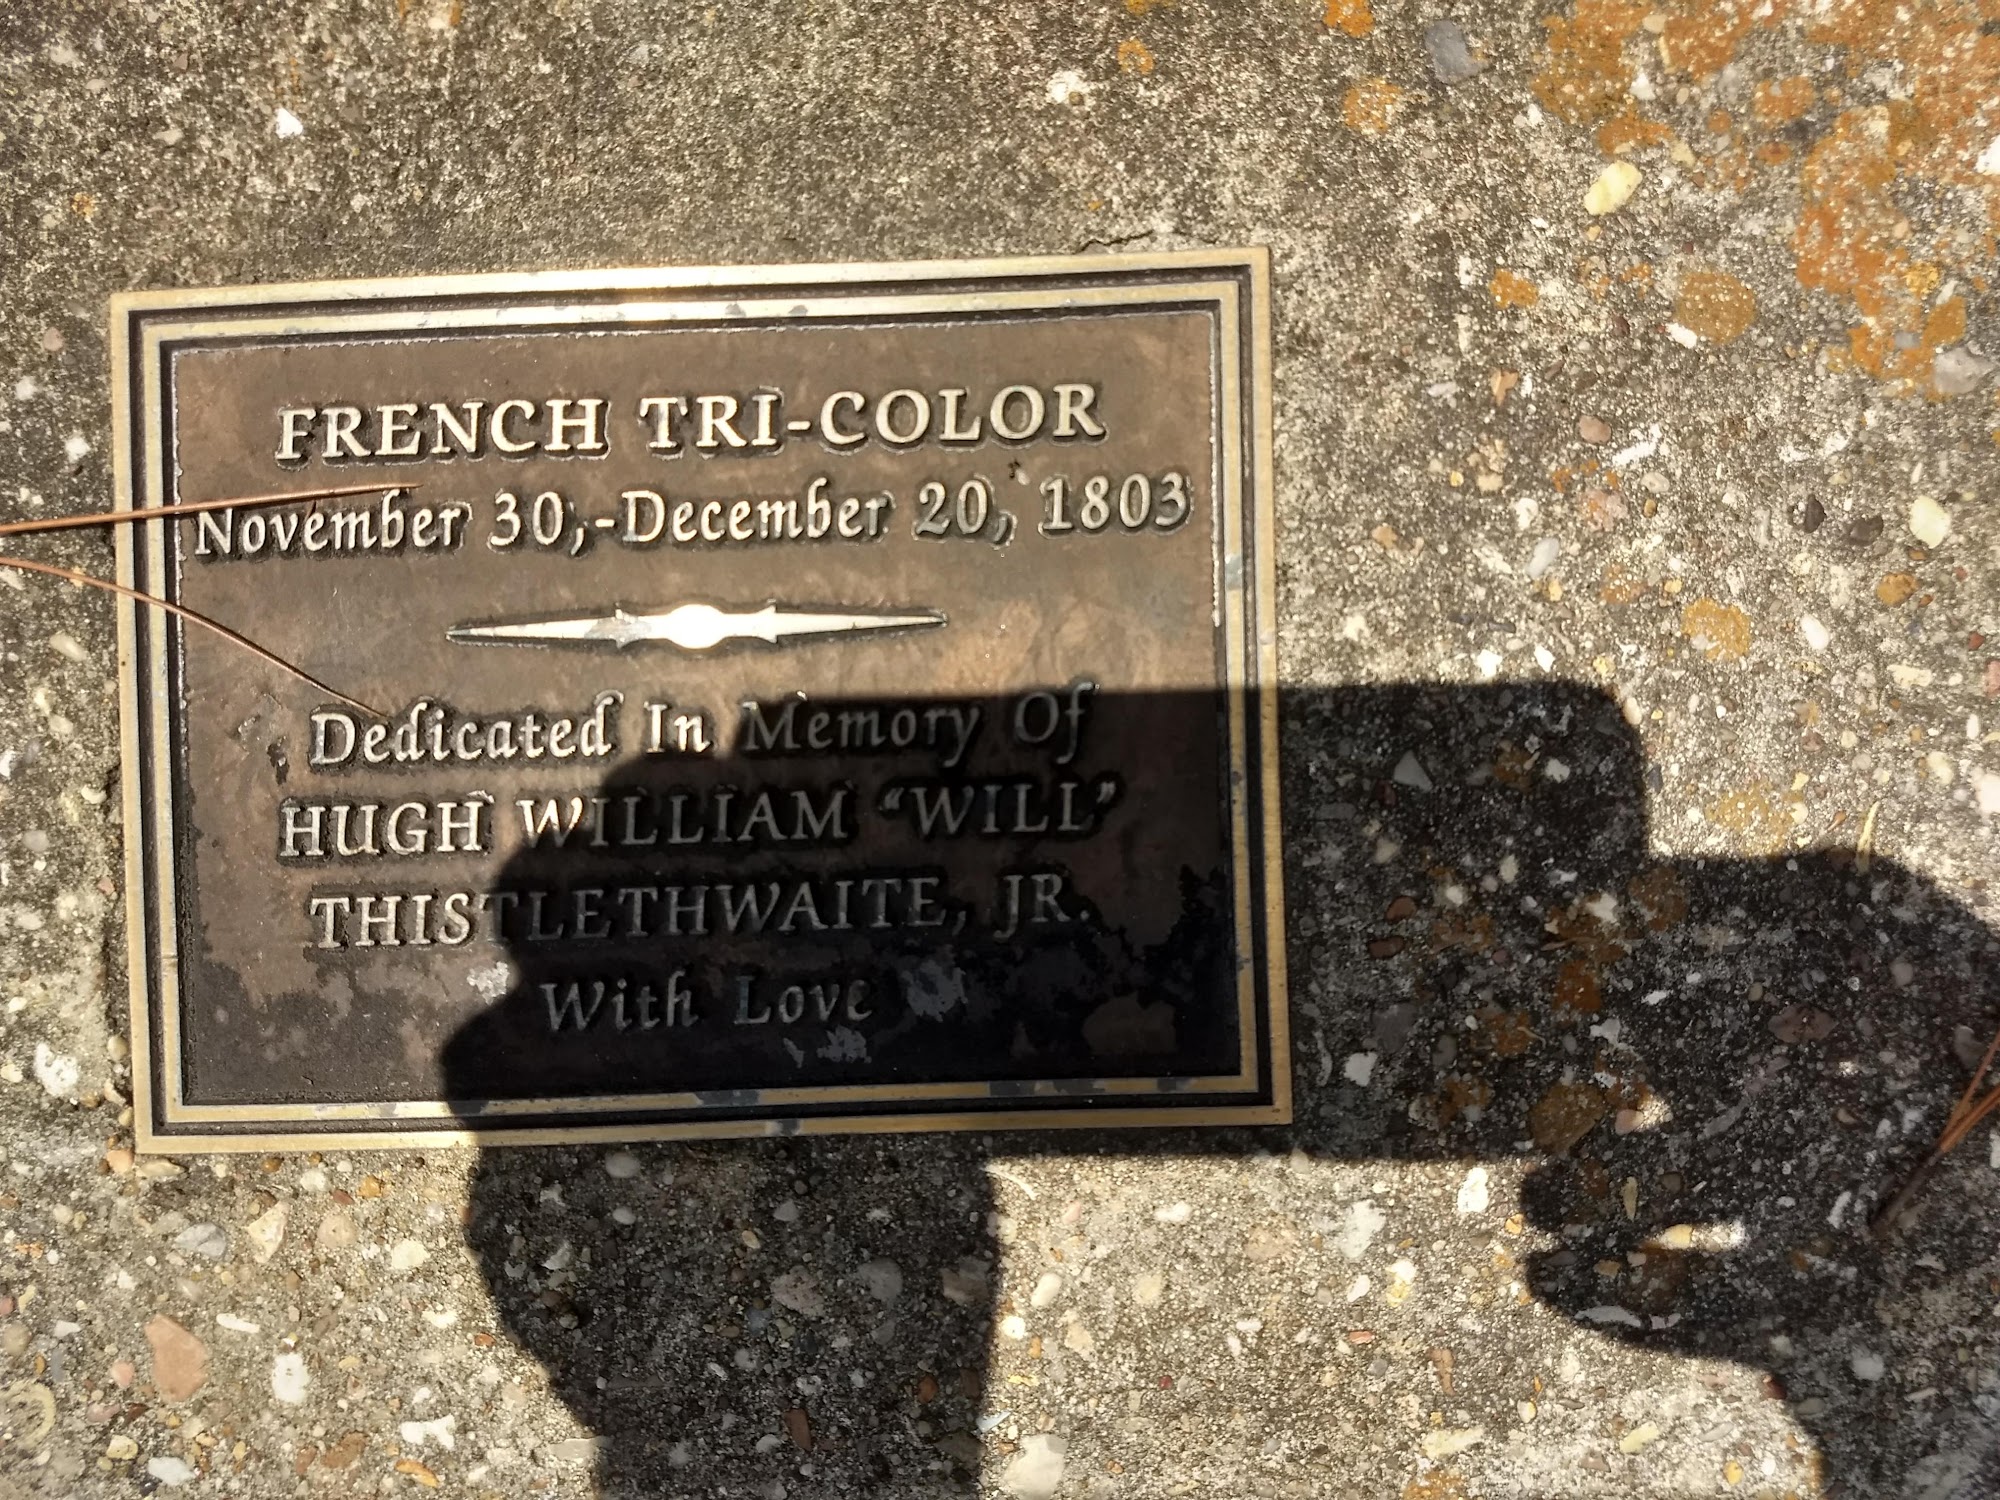 FRENCH TRI-COLOR
November 30,-December 20, 1803
Dedicated In Memory Of
HUGH WILLIAM “WILL”
THISTLETHWAITE, JR.
With Love